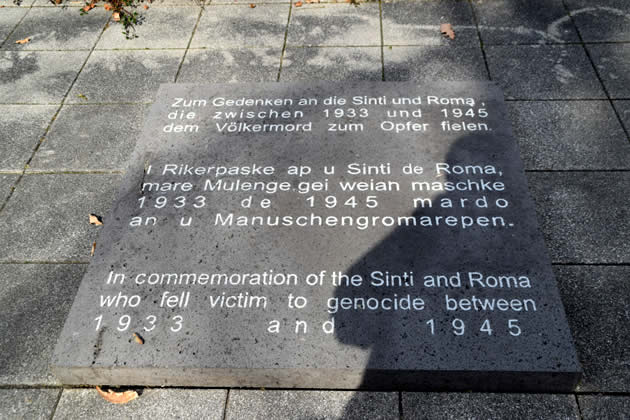 Zum Gedenken an die Sinti und Roma,
die zwischen 1933 und 1945
dem Völkermord zum Opfer fielen.
I Rikerpaske ap u Sinti de Roma,
mare Mulenge.gei weiah maschke
1933 de 1945 mardo
an u Manuschengromarepen.
In commemoration of the Sinti and Roma
who fell victim to genocide between
1933 and 1945